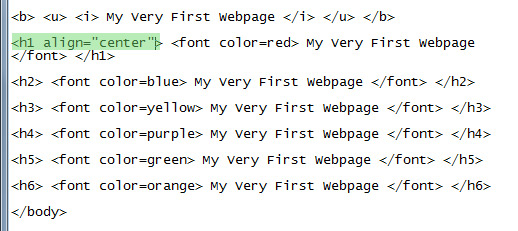 <b> <u> <i> My Very First Webpage </i> </u> </b>
<h1 align="center"> <font color=red> My Very First Webpage
</font> </h1>
<h2> <font color=blue> My Very First Webpage </font> </h2>
<h3> <font color=yellow> My Very First Webpage </font> </h3>
<h4> <font color=purple> My Very First Webpage </font> </h4>
<h5> <font color=green> My Very First Webpage </font> </h5>
<h6> <font color=orange> My Very First Webpage </font> </h6>
</body>